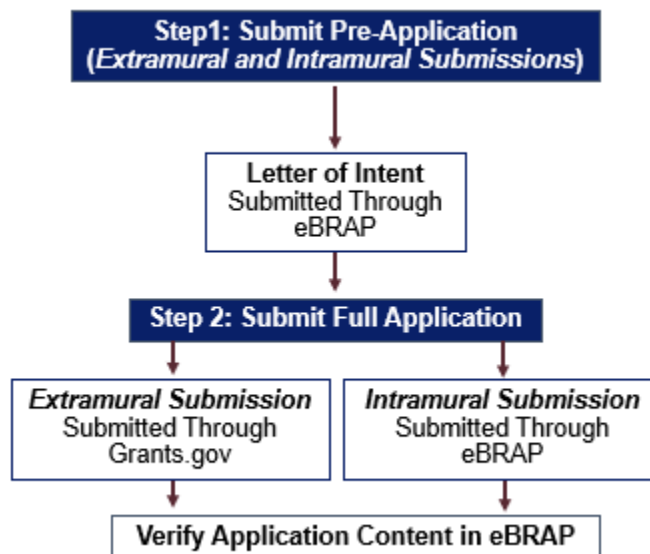 Step1: Submit Pre-Application
(Extramural and Intramural Submissions)
Letter of Intent
Submitted Through
eBRAP
Step 2: Submit Full Application
Extramural Submission
Submitted Through
Grants.gov
Intramural Submission
Submitted Through
eBRAP
Verify Application Content in eBRAP